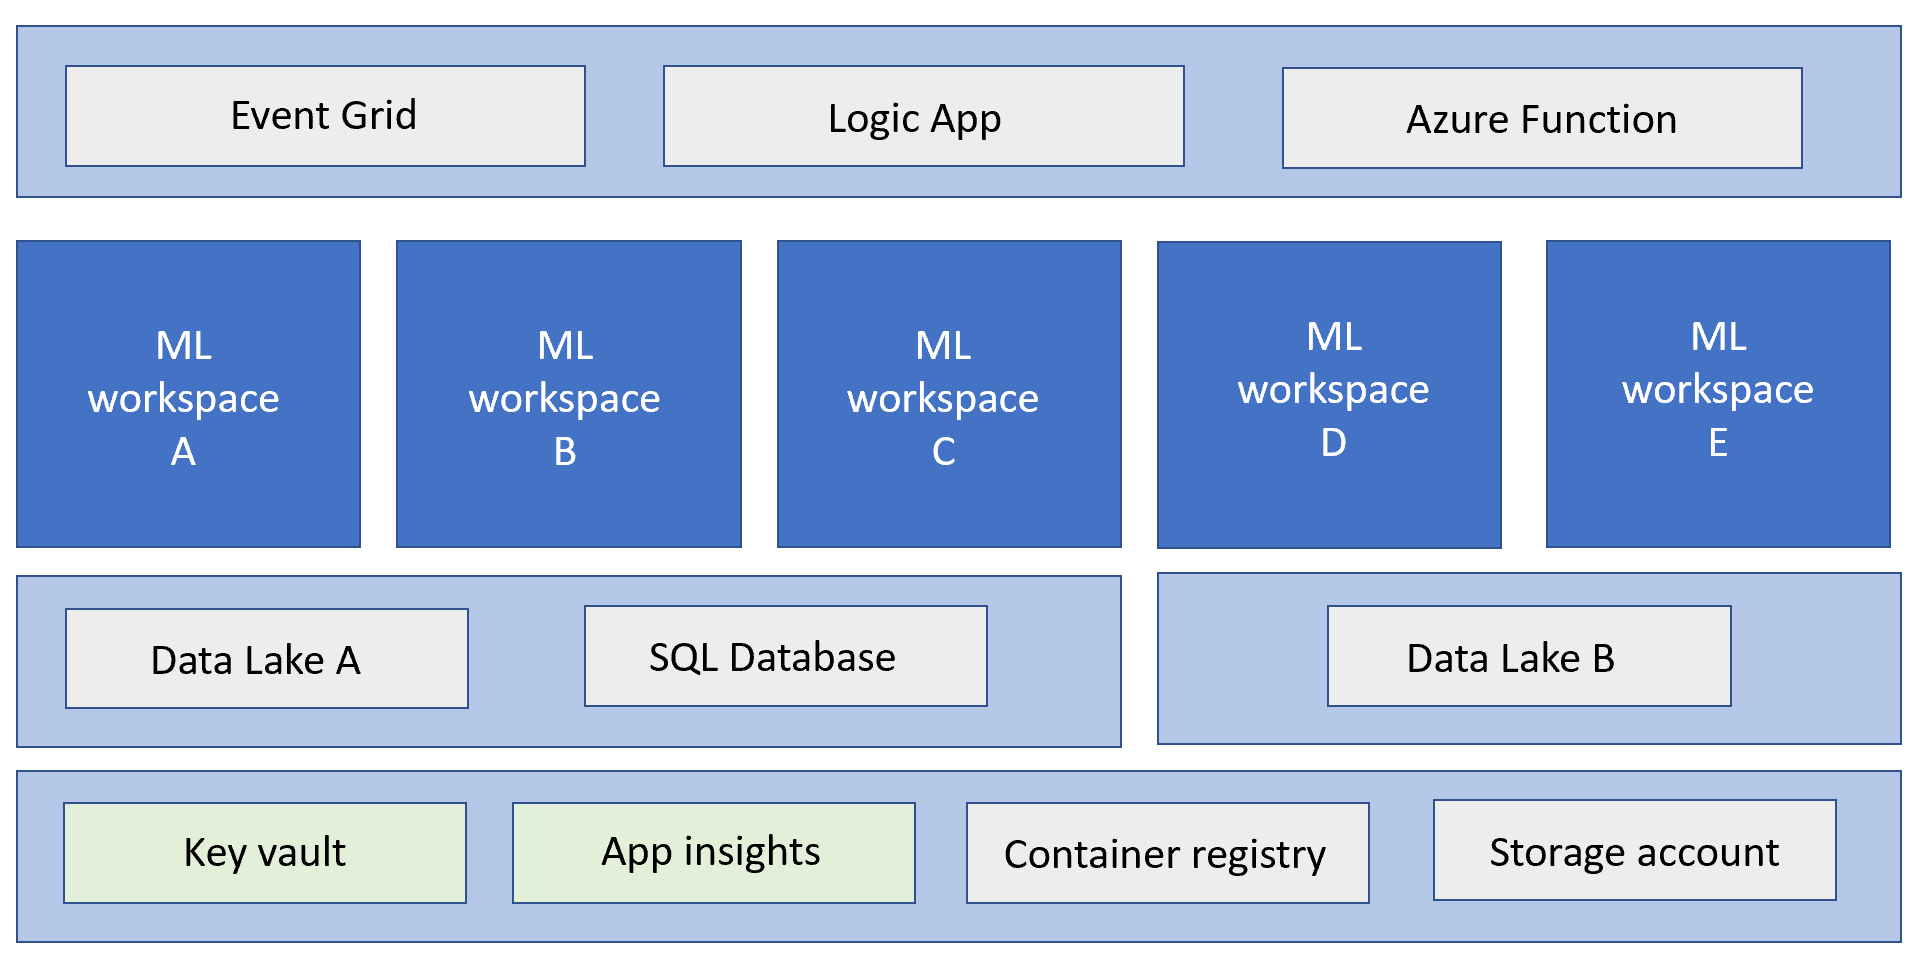 Event Grid
Logic App
Azure Function
ML
workspace
A
ML
workspace
B
ML
workspace
C
ML
workspace
D
ML
workspace
E
Data Lake A
SQL Database
Data Lake B
Key vault
App insights
Container registry
Storage account